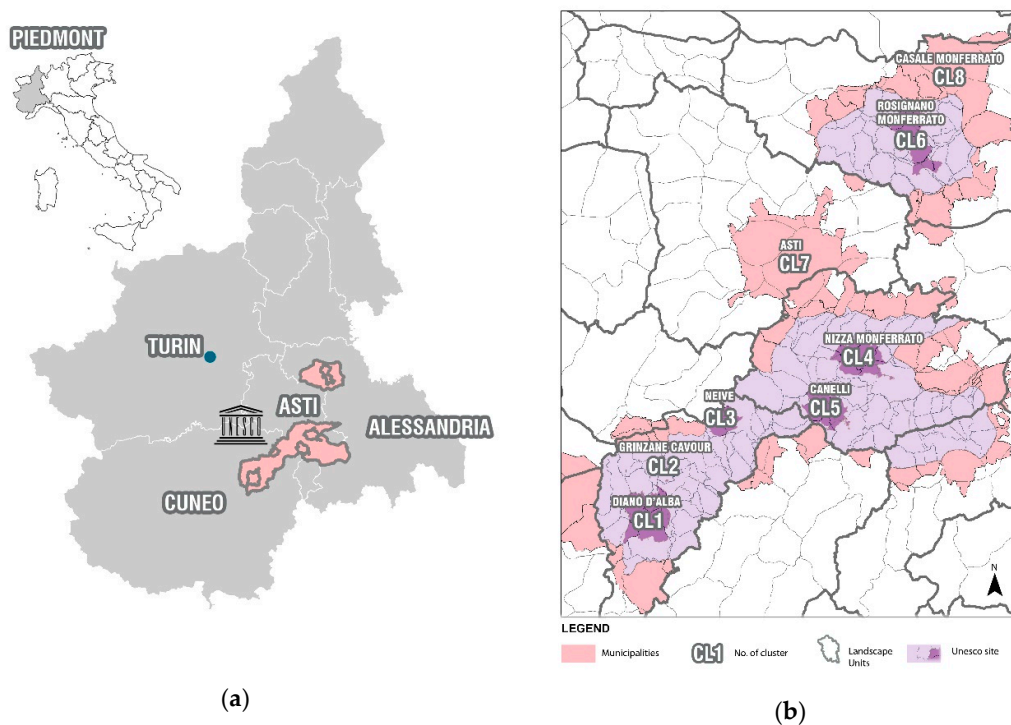 PIEDMONT
TURIN
ASTI
UNESCO
ALESSANDRIA
CUNEO
(a)
CASALE MONFERRATO
CL8
ROSIGNANO
MONFERRATO
CL6
ASTI
CL7
NIZZA MONFERRATO
CL4
NEIVE
CL3
CANELLI
CL5
GRINZANE CAVOUR
CL2
DIANO D'ALBA
CL1
N
LEGEND
Municipalities
CL1
No. of cluster
Landscape
Units
Unesco site
(b)